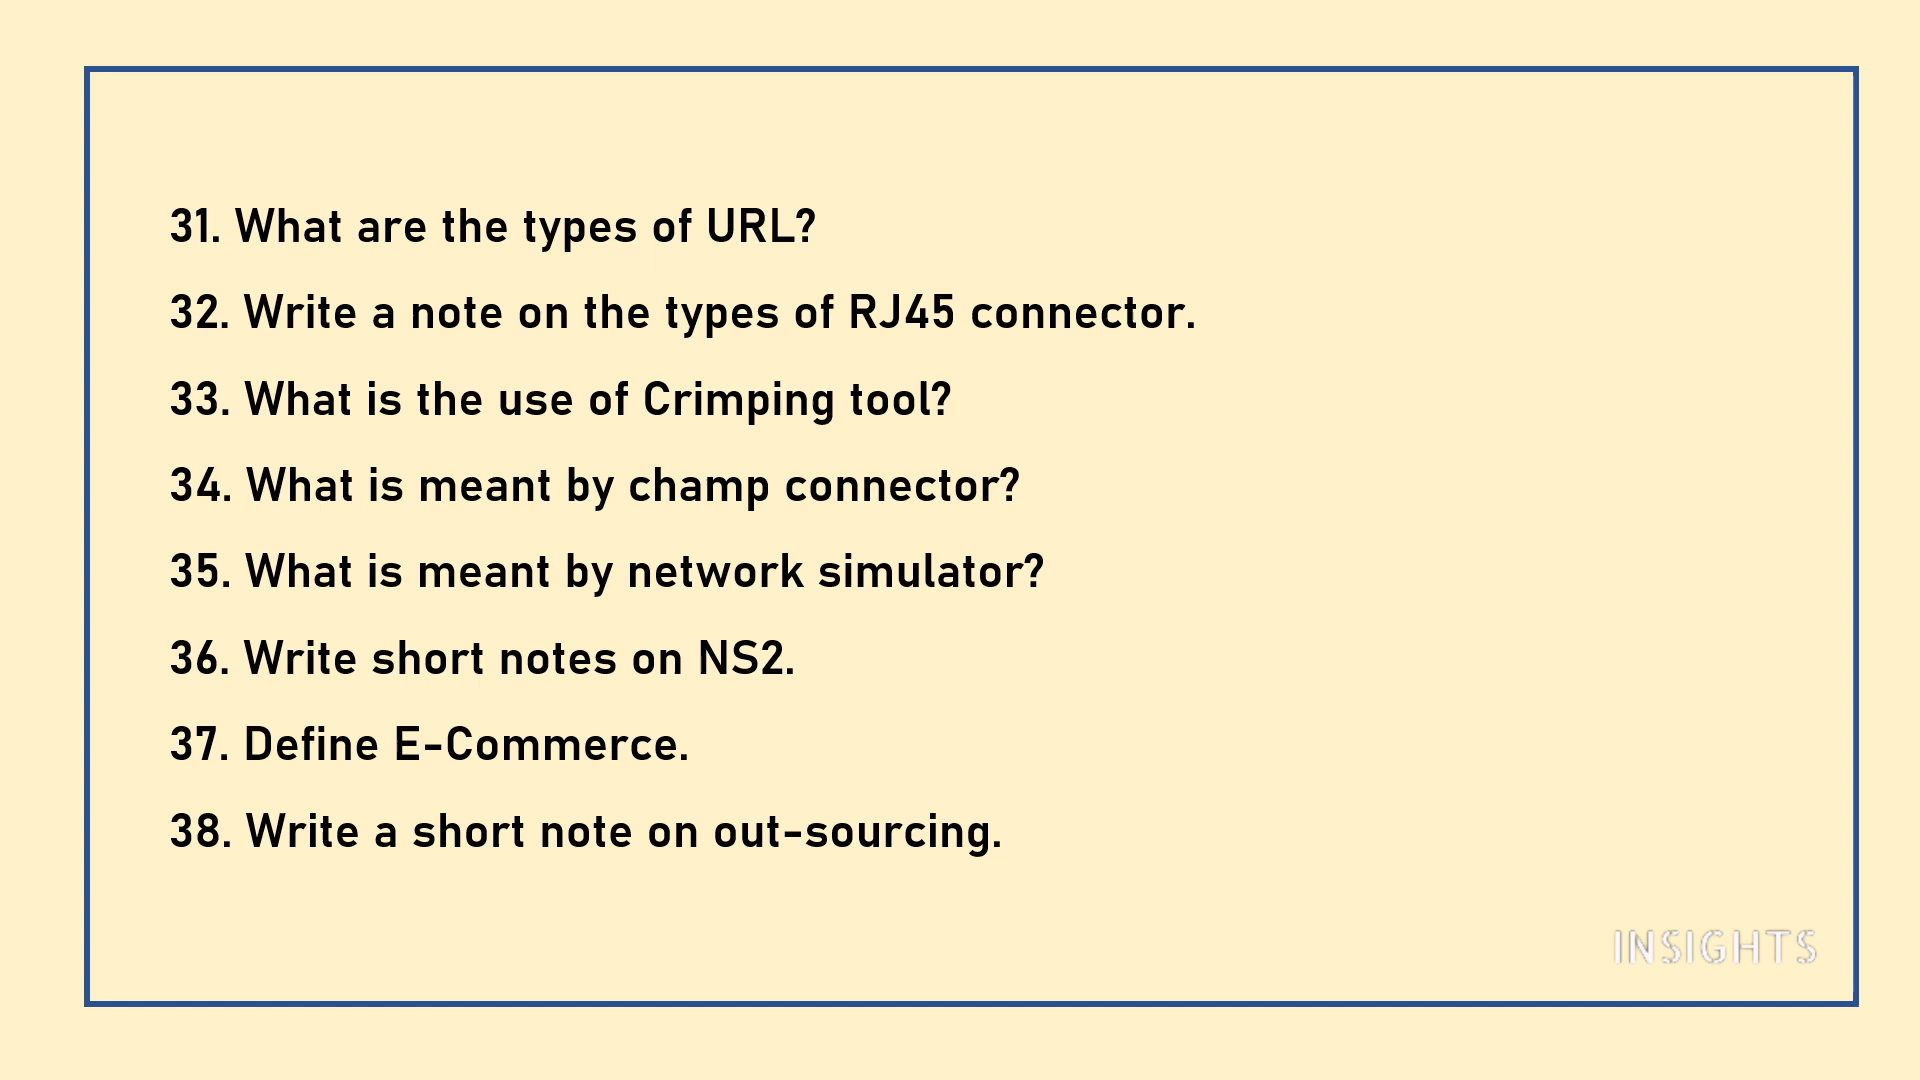 31. What are the types of URL?
32. Write a note on the types of RJ45 connector.
33. What is the use of Crimping tool?
34. What is meant by champ connector?
35. What is meant by network simulator?
36. Write short notes on NS2.
37. Define E-Commerce.
38. Write a short note on out-sourcing.
INSIGHTS